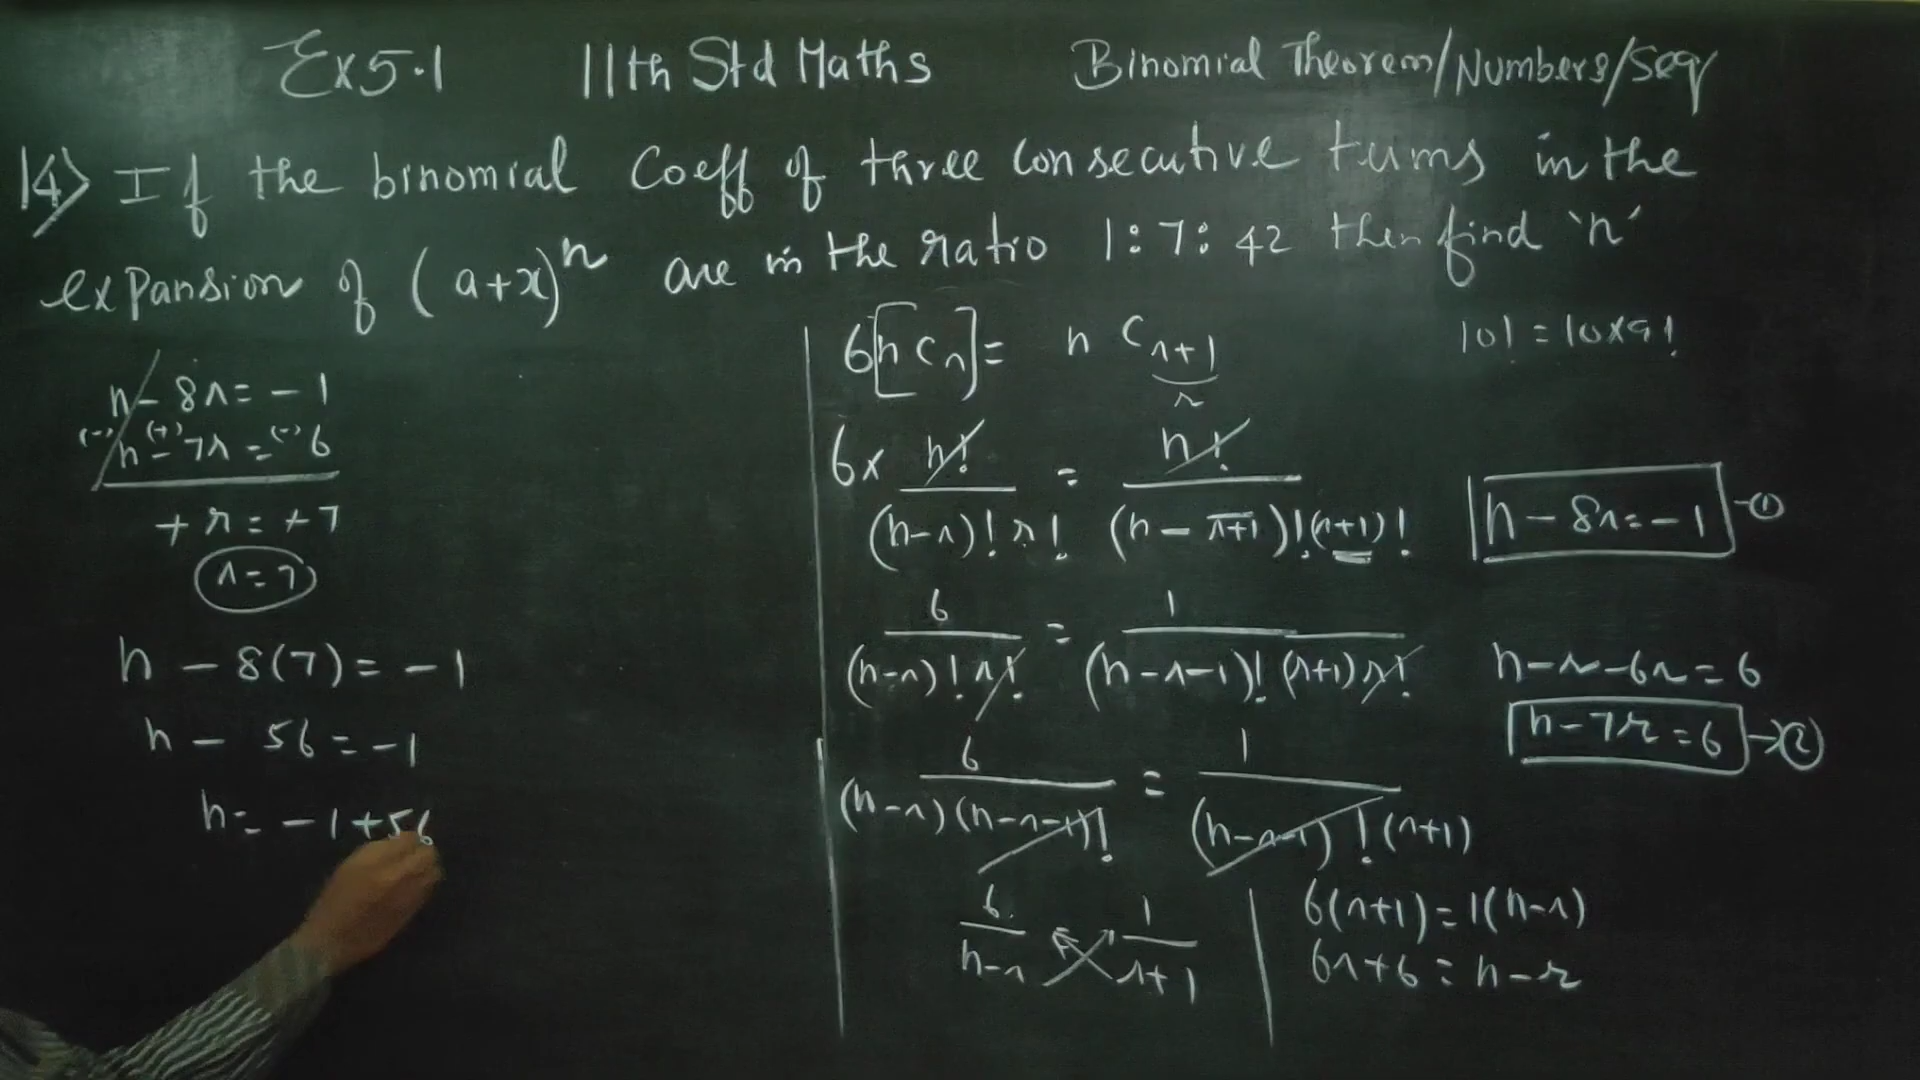 Ex 5.1 11th Std Maths Binomial Theorem/Numbers/Seq
14) If the binomial Coeff of three consecutive terms in the
expansion of (a+x)^n are in the ratio 1:7:42 then find 'n'
n - 8r = -1
(-) (+) (-)
n - 7r = 6
+ r = +7
r = 7
n - 8(7) = -1
n - 56 = -1
n = -1+56
6[n C r] = n C r+1
r
10! = 10×9!
6× n!/((n-r)! r!) = n!/((n - r+1)!(r+1)!)
6/((n-r)! r!) = 1/((n-r-1)! (r+1) r!)
6/((n-r)(n-r-1)!) = 1/((n-r-1)!(r+1))
6/(n-r) 1/(r+1)
6(r+1) = 1(n-r)
6r+6 = n-r
n - 8r = -1 -①
n-r-6r = 6
n-7r = 6 →②